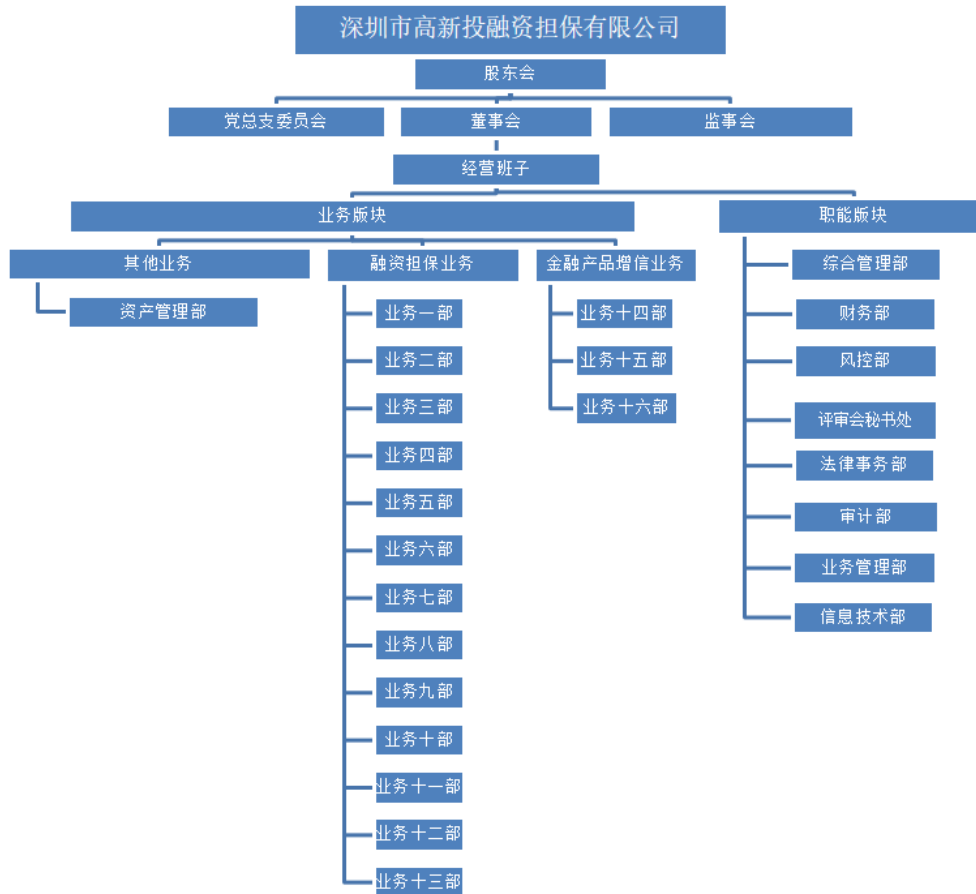 深圳市高新投融资担保有限公司
股东会
党总支委员会
董事会
监事会
经营班子
业务版块
职能版块
其他业务
融资担保业务
金融产品增信业务
综合管理部
资产管理部
业务一部
业务十四部
财务部
业务二部
业务十五部
风控部
业务三部
业务十六部
评审会秘书处
业务四部
法律事务部
业务五部
审计部
业务六部
业务管理部
业务七部
信息技术部
业务八部
业务九部
业务十部
业务十一部
业务十二部
业务十三部